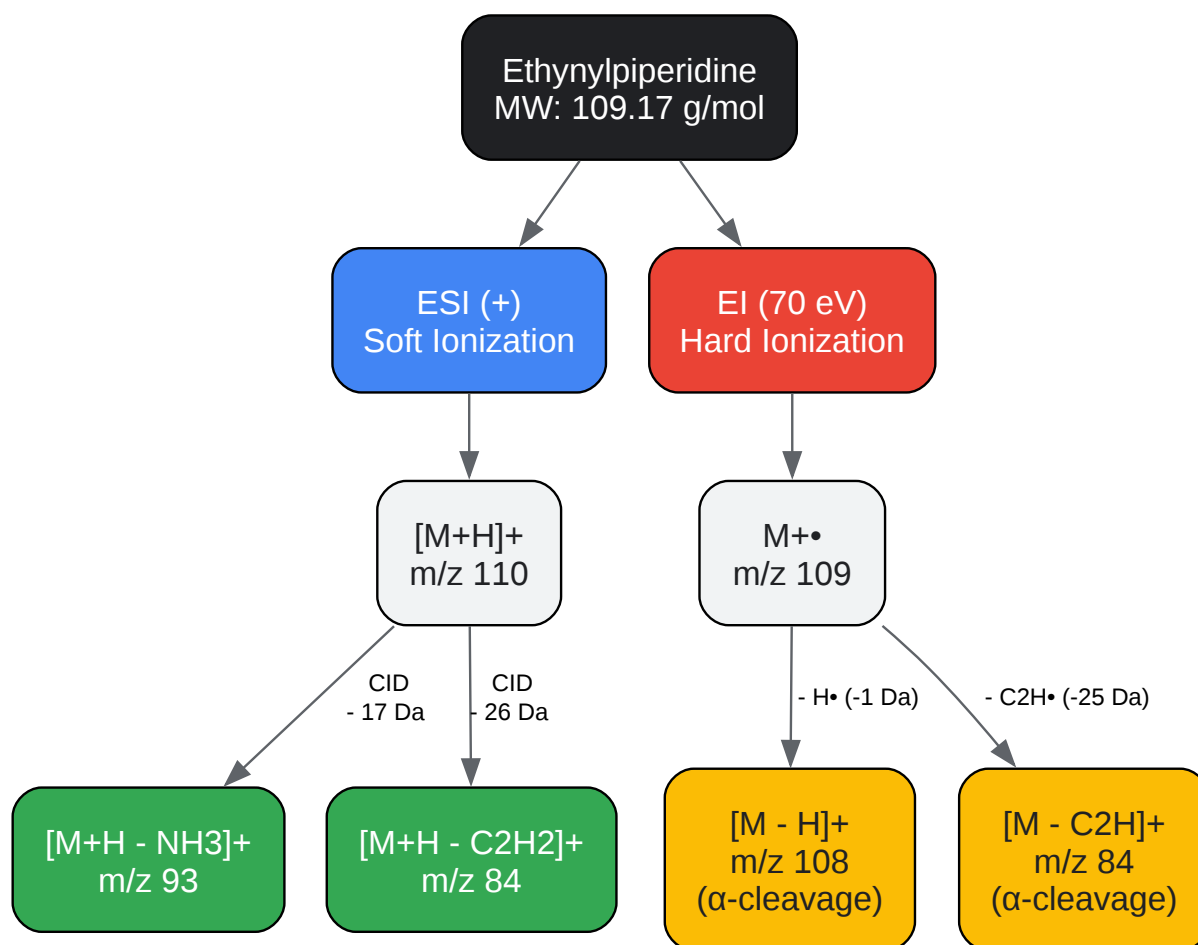 Ethynylpiperidine
MW: 109.17 g/mol
ESI (+)
Soft Ionization
EI (70 eV)
Hard Ionization
[M+H]+
m/z 110
M+•
m/z 109
CID
- 17 Da
CID
- 26 Da
- H• (-1 Da)
- C2H• (-25 Da)
[M+H - NH3]+
m/z 93
[M+H - C2H2]+
m/z 84
[M - H]+
m/z 108
(α-cleavage)
[M - C2H]+
m/z 84
(α-cleavage)